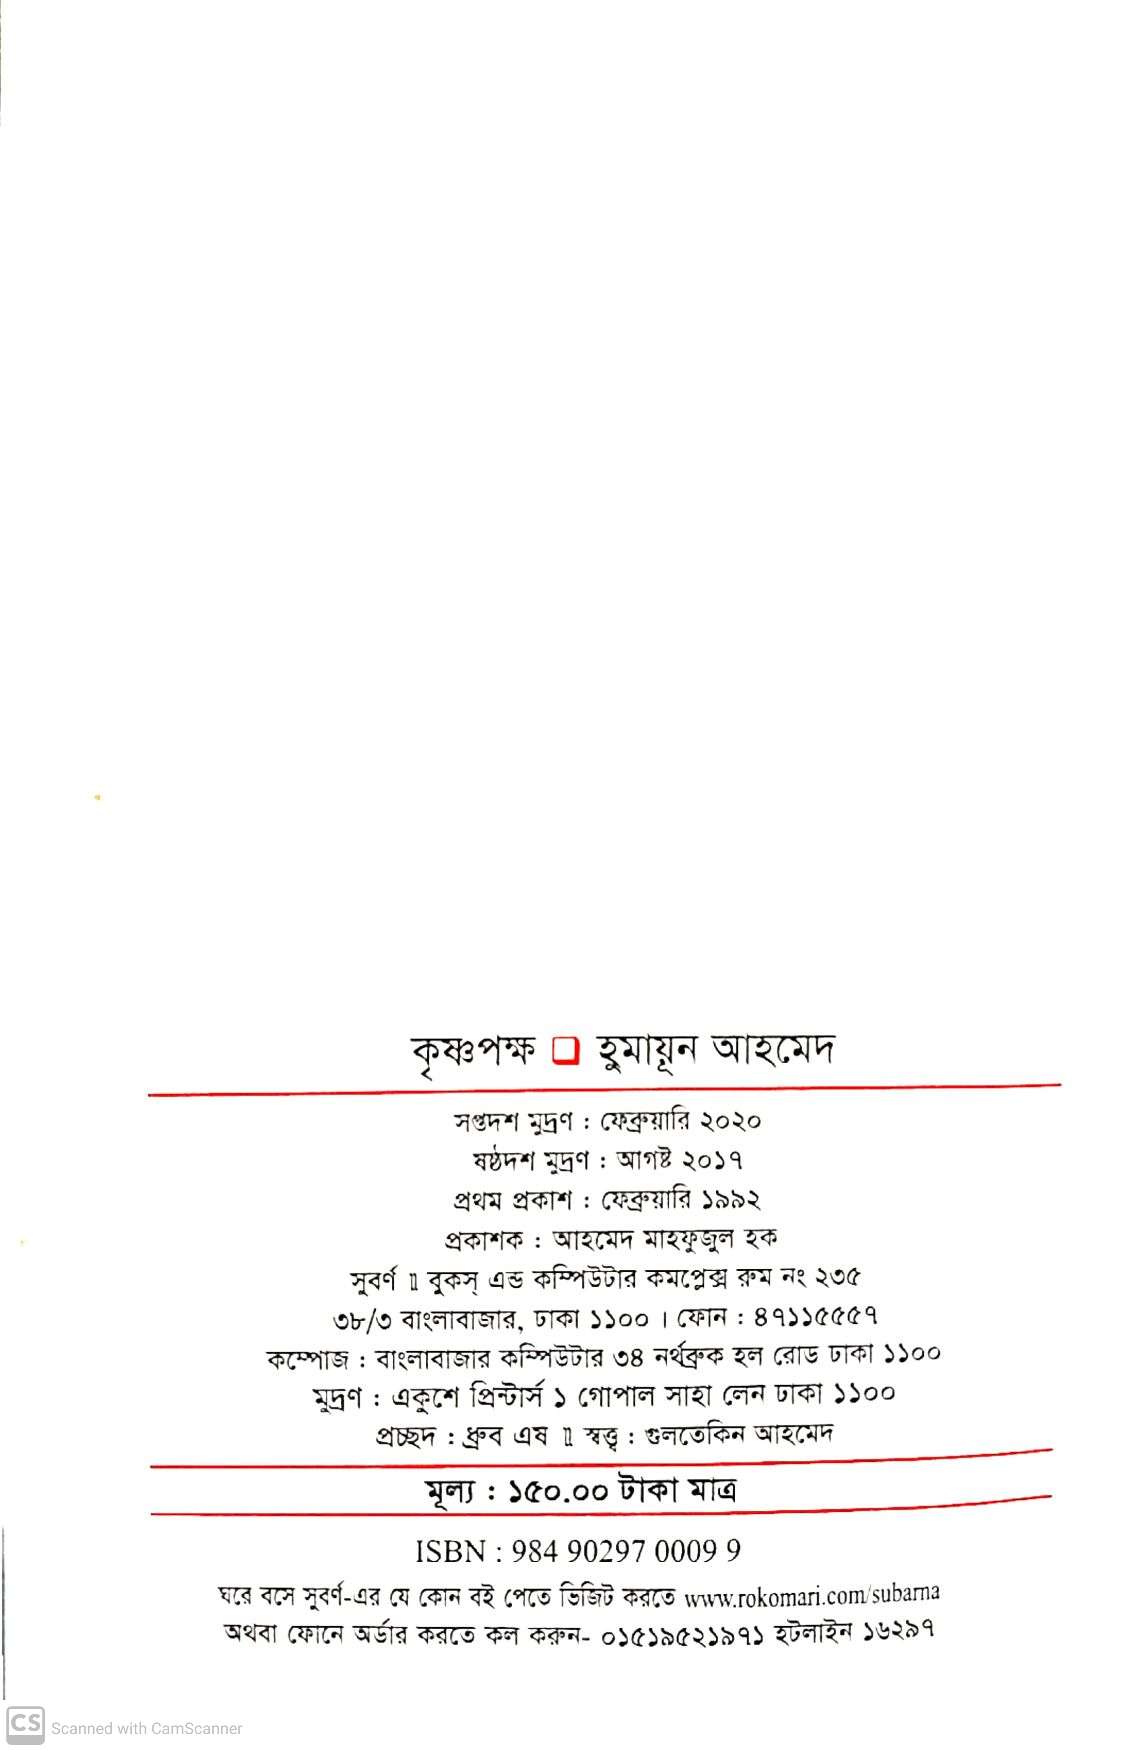 কৃষ্ণপক্ষ ❏ হুমায়ূন আহমেদ
সপ্তদশ মুদ্রণ : ফেব্রুয়ারি ২০২০
ষষ্ঠদশ মুদ্রণ : আগষ্ট ২০১৭
প্রথম প্রকাশ : ফেব্রুয়ারি ১৯৯২
প্রকাশক : আহমেদ মাহফুজুল হক
সুবর্ণ ॥ বুকস্ এন্ড কম্পিউটার কমপ্লেক্স রুম নং ২৩৫
৩৮/৩ বাংলাবাজার, ঢাকা ১১০০ । ফোন : ৪৭১১৫৫৫৭
কম্পোজ : বাংলাবাজার কম্পিউটার ৩৪ নর্থব্রুক হল রোড ঢাকা ১১০০
মুদ্রণ : একুশে প্রিন্টার্স ১ গোপাল সাহা লেন ঢাকা ১১০০
প্রচ্ছদ : ধ্রুব এষ ॥ স্বত্ত্ব : গুলতেকিন আহমেদ
মূল্য : ১৫০.০০ টাকা মাত্র
ISBN : 984 90297 0009 9
ঘরে বসে সুবর্ণ-এর যে কোন বই পেতে ভিজিট করতে www.rokomari.com/subarna
অথবা ফোনে অর্ডার করতে কল করুন- ০১৫১৯৫২১৯৭১ হটলাইন ১৬২৯৭
CS Scanned with CamScanner